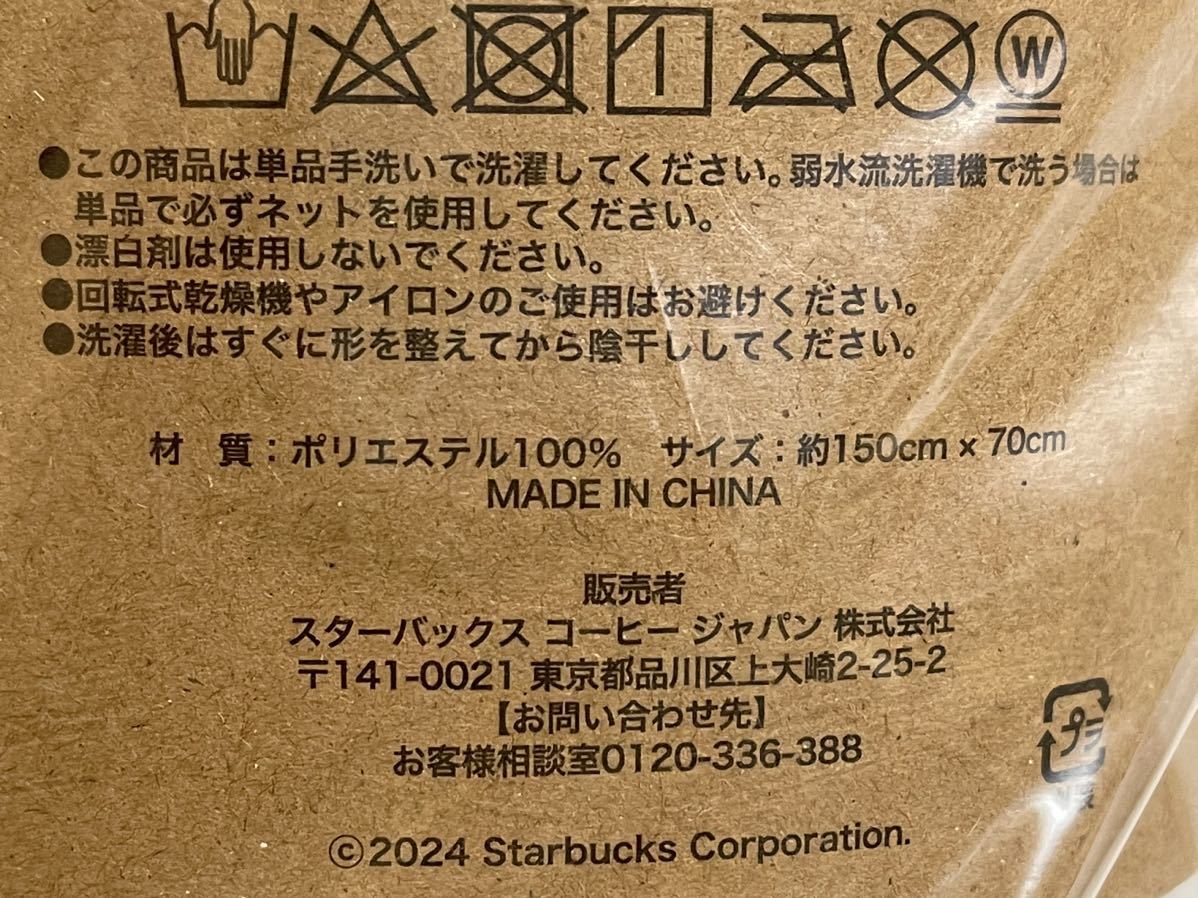 W
●この商品は単品手洗いで洗濯してください。弱水流洗濯機で洗う場合は
単品で必ずネットを使用してください。
●漂白剤は使用しないでください。
●回転式乾燥機やアイロンのご使用はお避けください。
●洗濯後はすぐに形を整えてから陰干ししてください。
材 質：ポリエステル100% サイズ：約150cm×70cm
MADE IN CHINA
販売者
スターバックス コーヒー ジャパン 株式会社
〒141-0021 東京都品川区上大崎2-25-2
【お問い合わせ先】
お客様相談室0120-336-388
プラ
©2024 Starbucks Corporation.